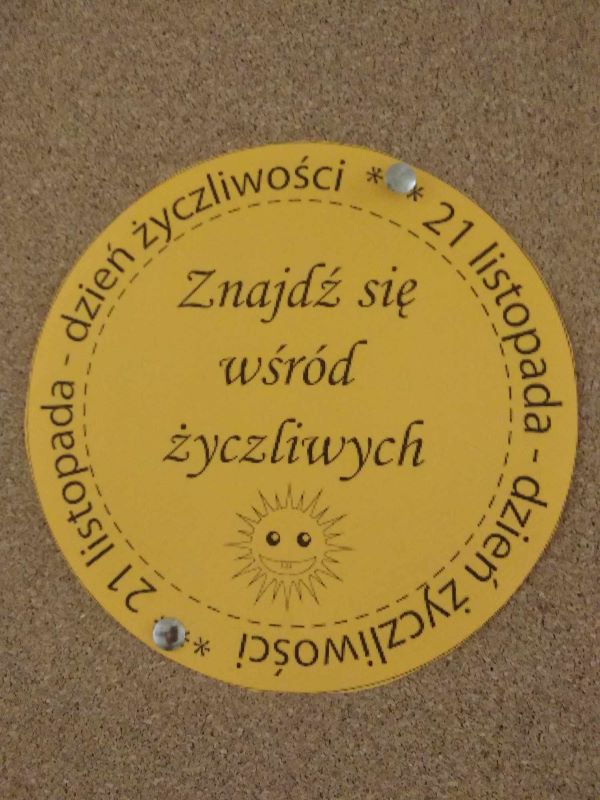 Znajdź się
wśród
życzliwych
* 21 listopada - dzień życzliwości *
* 21 listopada - dzień życzliwości *